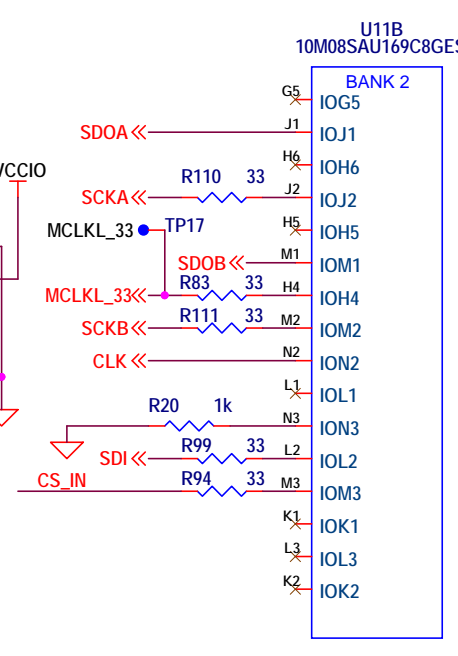 U11B
10M08SAU169C8GES
BANK 2
G5 IOG5
SDOA J1 IOJ1
H6 IOH6
VCCIO
R110 33
SCKA J2 IOJ2
MCLKL_33 TP17 H5 IOH5
SDOB M1 IOM1
R83 33
MCLKL_33 H4 IOH4
R111 33
SCKB M2 IOM2
CLK N2 ION2
L1 IOL1
R20 1k
N3 ION3
R99 33
SDI L2 IOL2
CS_IN R94 33
M3 IOM3
K1 IOK1
L3 IOL3
K2 IOK2